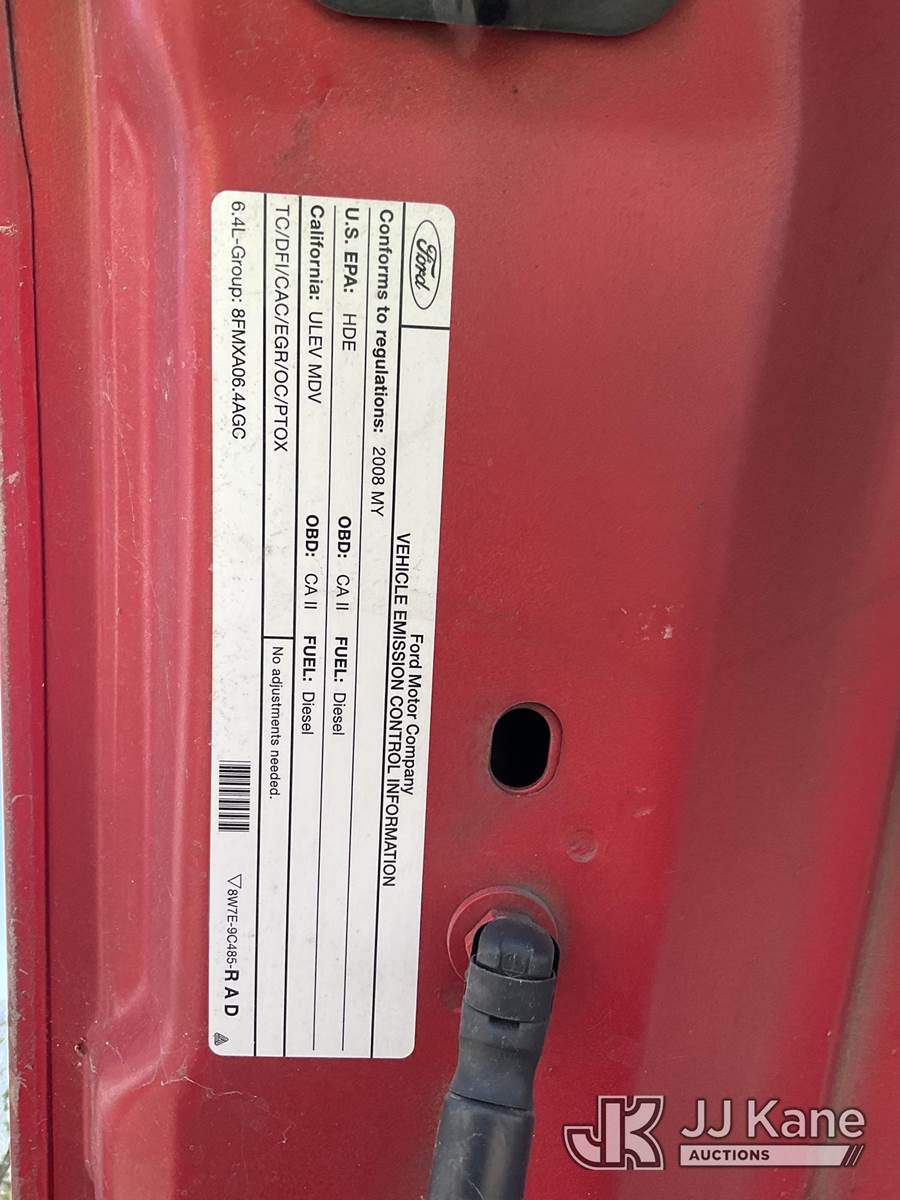 Ford
Ford Motor Company
VEHICLE EMISSION CONTROL INFORMATION
Conforms to regulations: 2008 MY
U.S. EPA: HDE OBD: CA II FUEL: Diesel
California: ULEV MDV OBD: CA II FUEL: Diesel
TC/DFI/CAC/EGR/OC/PTOX No adjustments needed.
6.4L-Group: 8FMXA06.4AGC ▽8W7E-9C485-RAD
JK JJ Kane
AUCTIONS